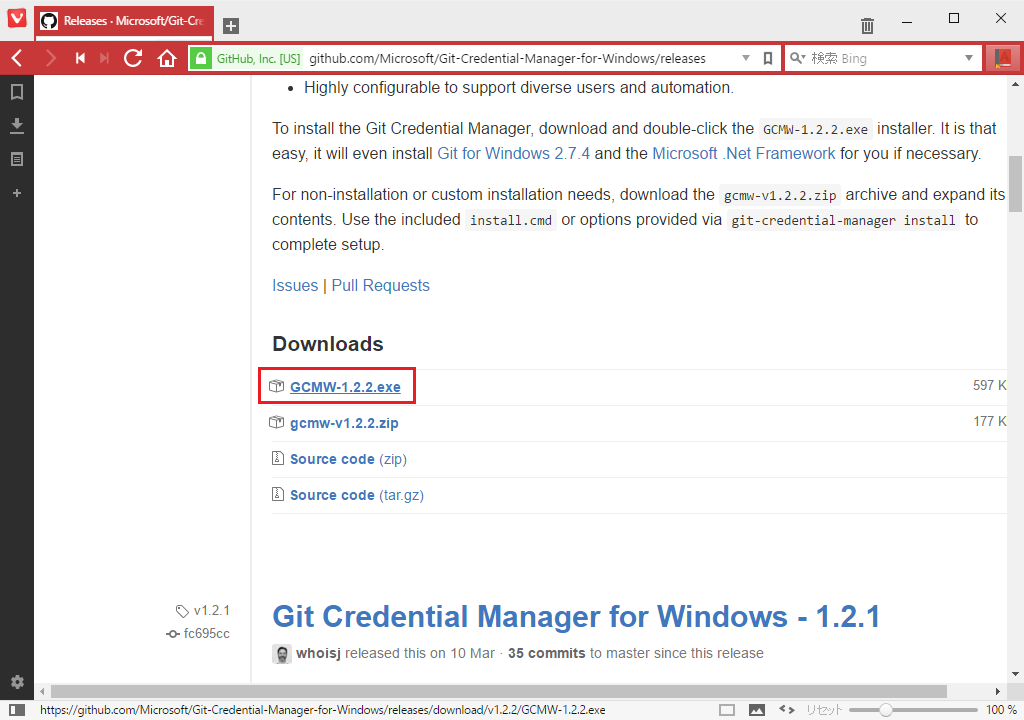 Releases · Microsoft/Git-Cre
GitHub, Inc. [US] github.com/Microsoft/Git-Credential-Manager-for-Windows/releases 検索 Bing
• Highly configurable to support diverse users and automation.
To install the Git Credential Manager, download and double-click the GCMW-1.2.2.exe installer. It is that
easy, it will even install Git for Windows 2.7.4 and the Microsoft .Net Framework for you if necessary.
For non-installation or custom installation needs, download the gcmw-v1.2.2.zip archive and expand its
contents. Use the included install.cmd or options provided via git-credential-manager install to
complete setup.
Issues | Pull Requests
Downloads
GCMW-1.2.2.exe 597 K
gcmw-v1.2.2.zip 177 K
Source code (zip)
Source code (tar.gz)
v1.2.1
fc695cc
Git Credential Manager for Windows - 1.2.1
whoisj released this on 10 Mar · 35 commits to master since this release
https://github.com/Microsoft/Git-Credential-Manager-for-Windows/releases/download/v1.2.2/GCMW-1.2.2.exe リセット 100 %